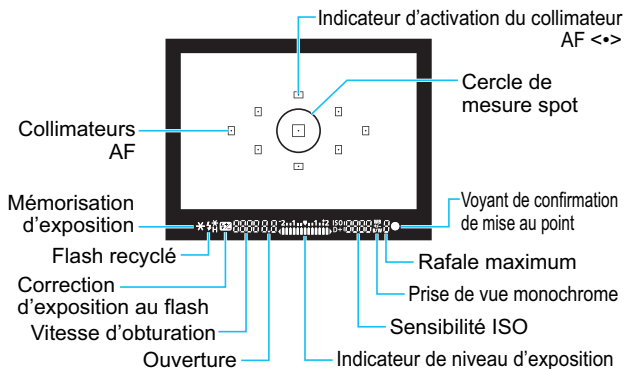 Indicateur d’activation du collimateur
AF <•>
Cercle de
mesure spot
Collimateurs
AF
Mémorisation
d’exposition
Voyant de confirmation
de mise au point
Flash recyclé
Rafale maximum
Correction
d’exposition au flash
Prise de vue monochrome
Vitesse d’obturation
Sensibilité ISO
Ouverture
Indicateur de niveau d’exposition